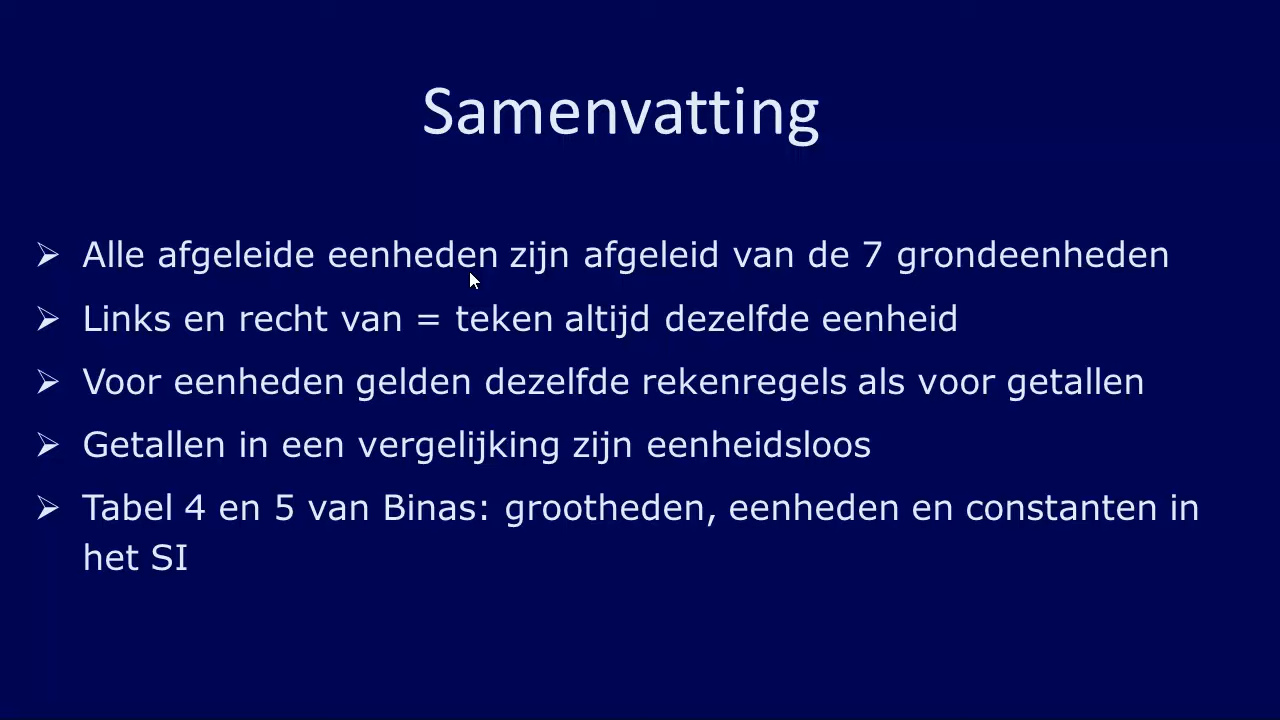 Samenvatting
➢ Alle afgeleide eenheden zijn afgeleid van de 7 grondeenheden
➢ Links en recht van = teken altijd dezelfde eenheid
➢ Voor eenheden gelden dezelfde rekenregels als voor getallen
➢ Getallen in een vergelijking zijn eenheidsloos
➢ Tabel 4 en 5 van Binas: grootheden, eenheden en constanten in
het SI